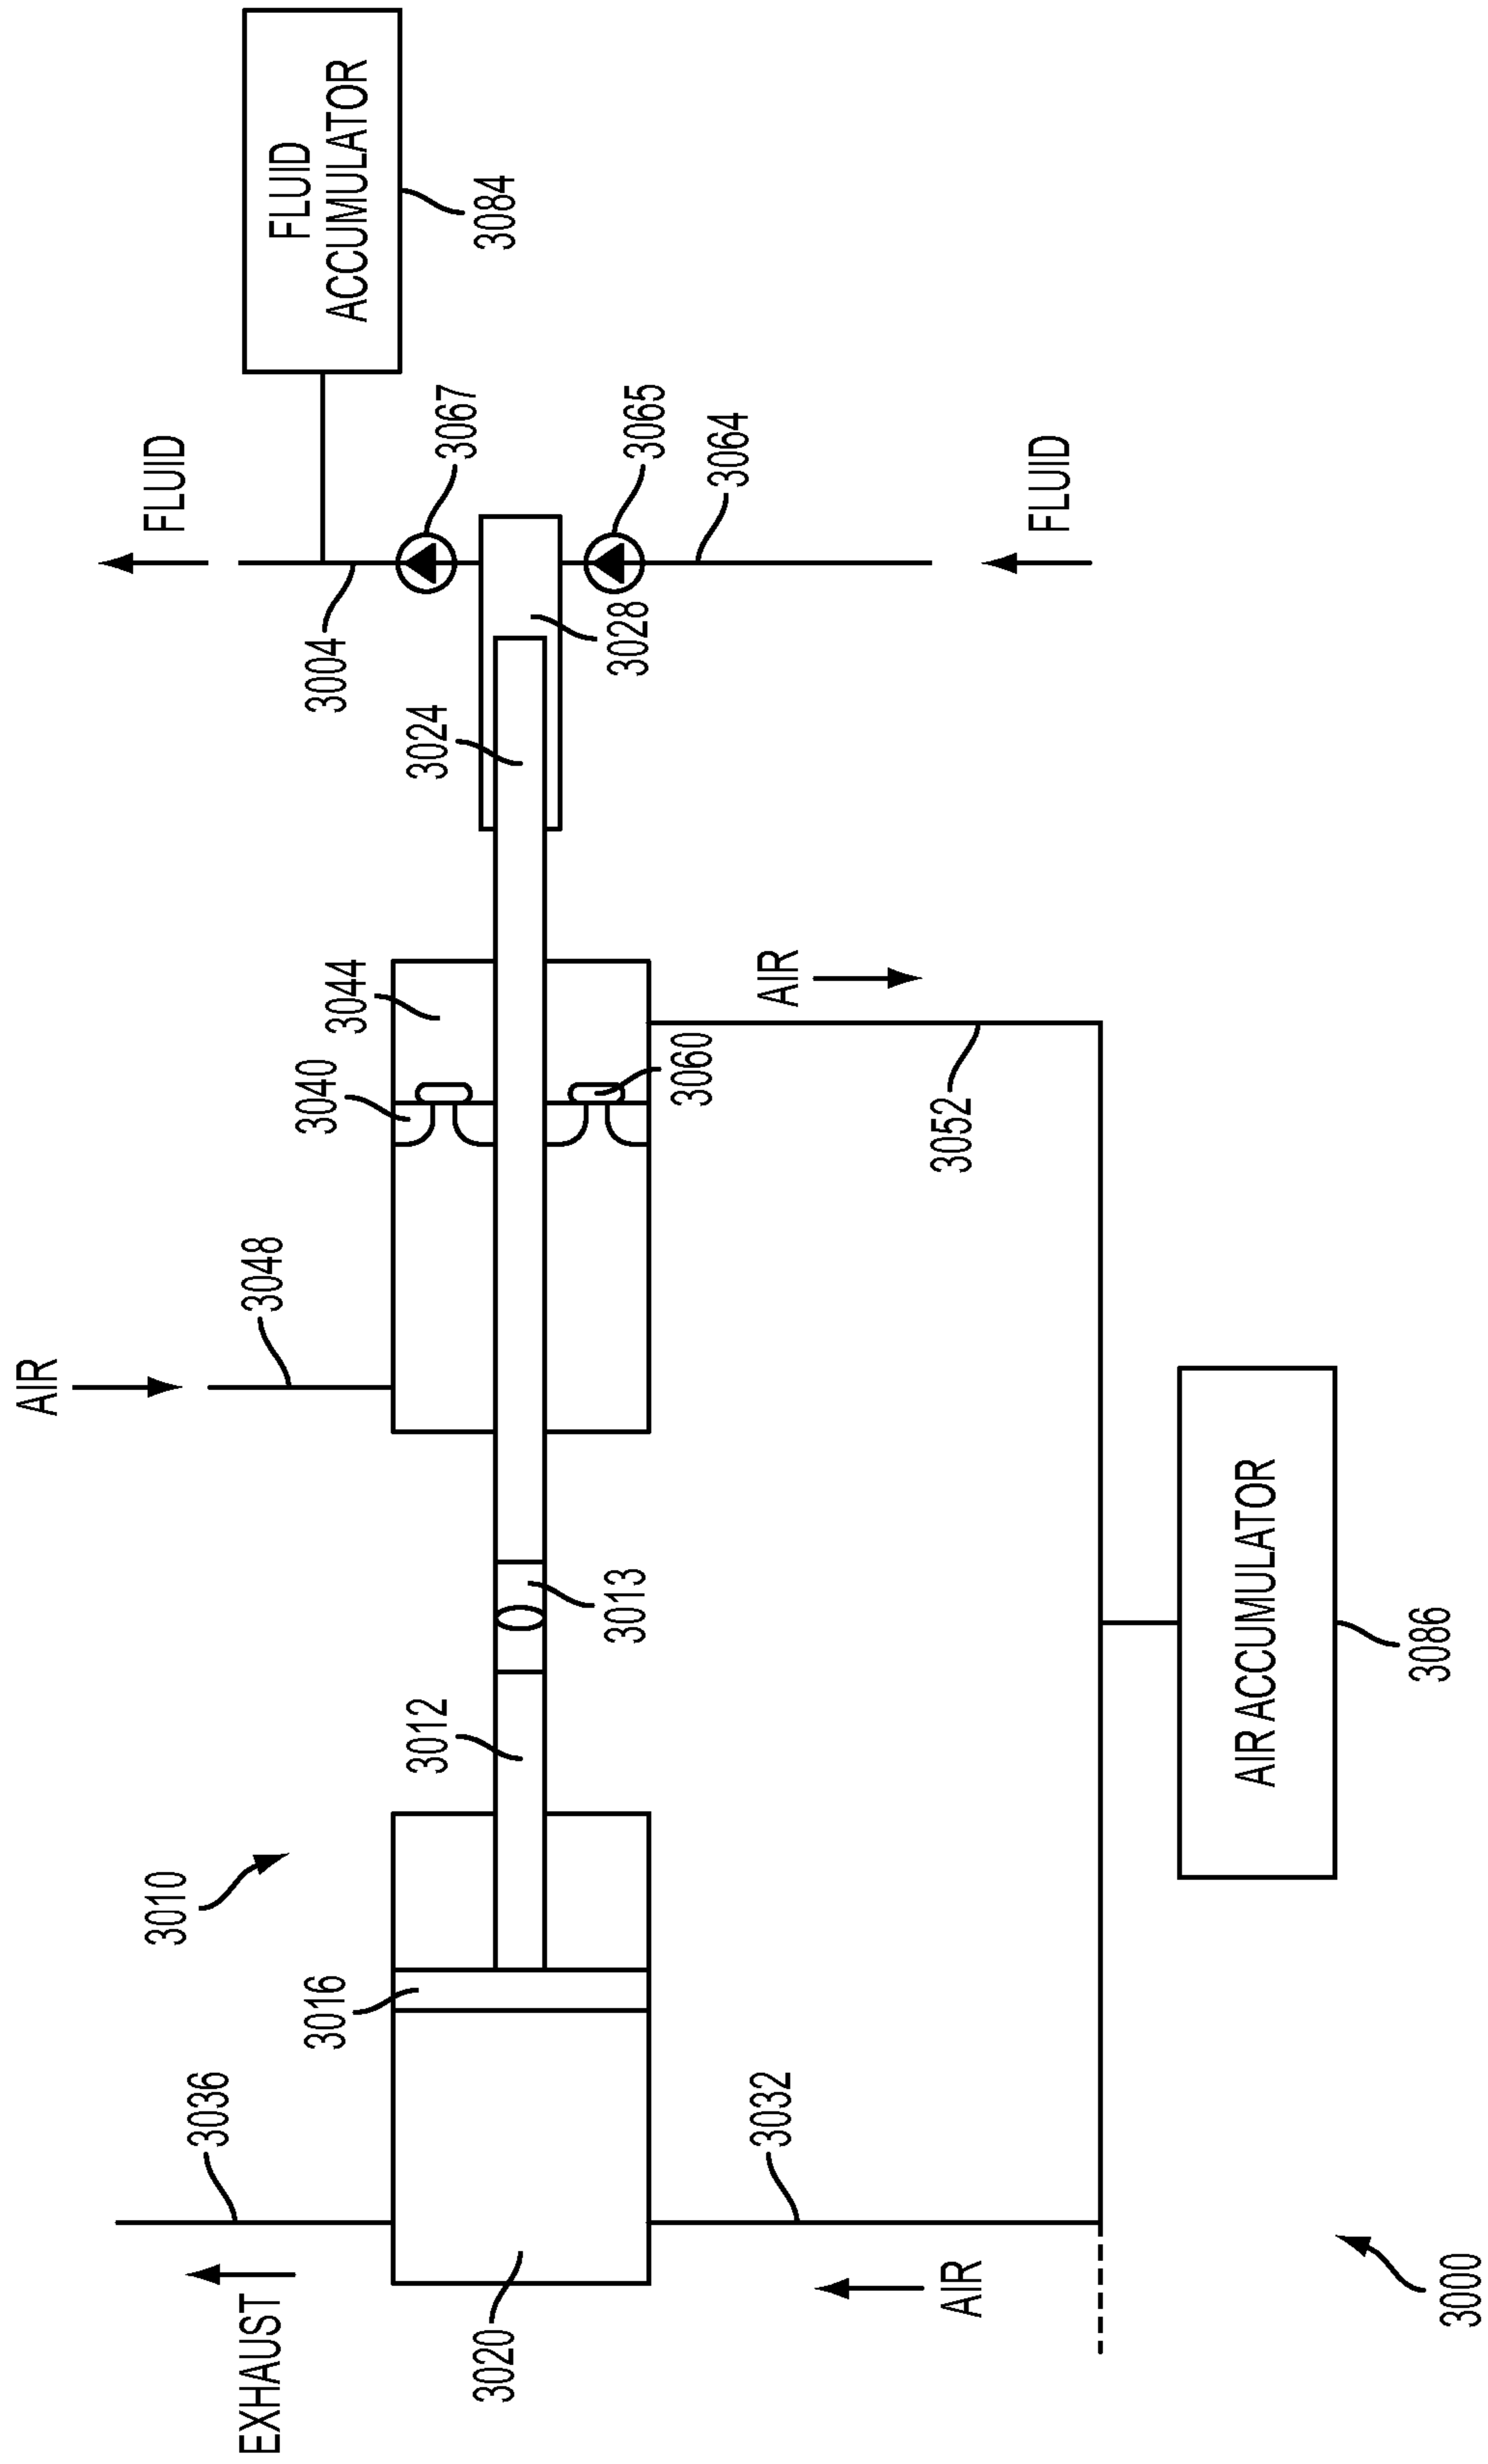 EXHAUST
3036
3016
3010
3012
AIR
3048
3040
3044
3024
3004
FLUID
3067
FLUID
ACCUMULATOR
3084
3020
AIR
3032
3013
3060
AIR
3052
3028
3065
3064
FLUID
AIR ACCUMULATOR
3086
3000